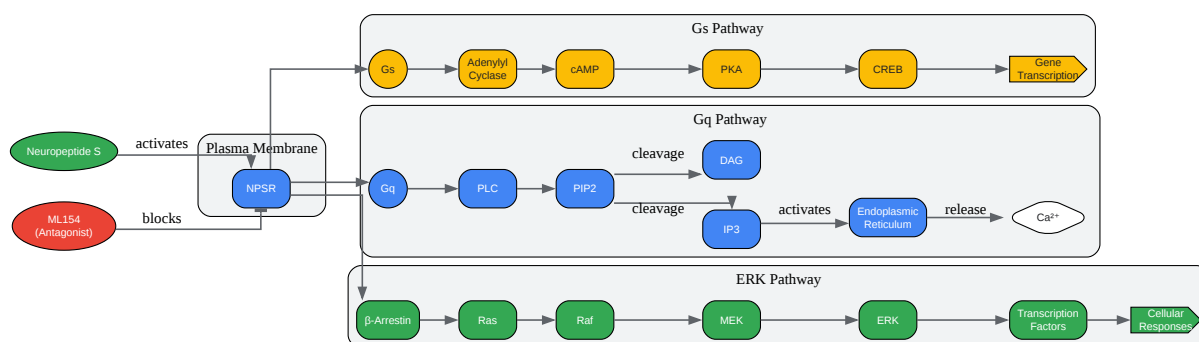 Gs Pathway
Gs
Adenylyl
Cyclase
cAMP
PKA
CREB
Gene
Transcription
Gq Pathway
Neuropeptide S
activates
Plasma Membrane
NPSR
ML154
(Antagonist)
blocks
Gq
PLC
PIP2
cleavage
DAG
cleavage
IP3
activates
Endoplasmic
Reticulum
release
Ca²⁺
ERK Pathway
β-Arrestin
Ras
Raf
MEK
ERK
Transcription
Factors
Cellular
Responses